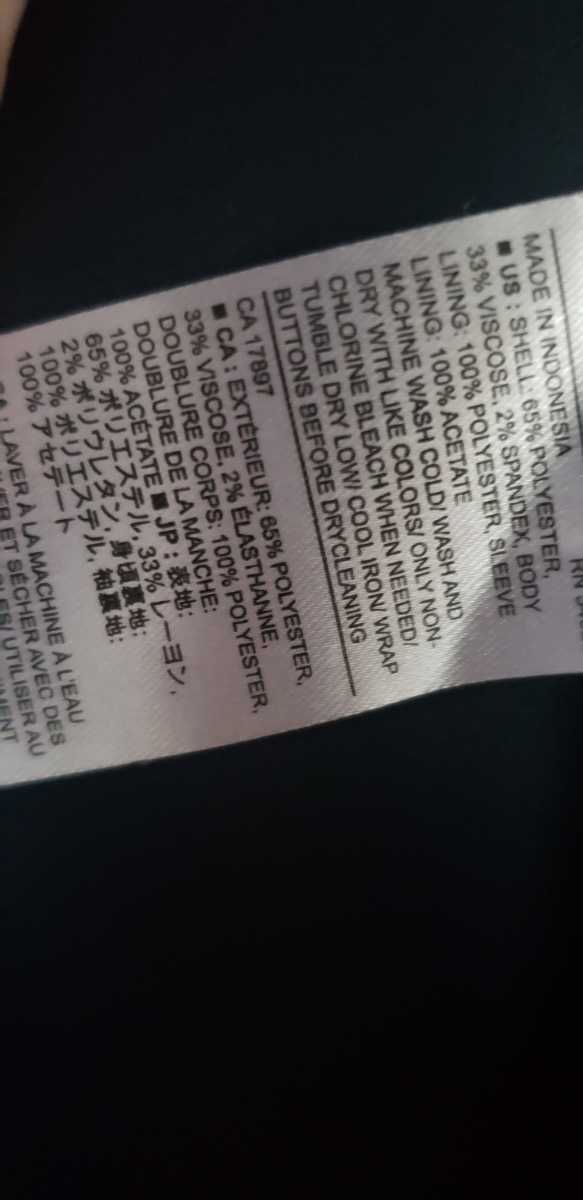 MADE IN INDONESIA
■ US : SHELL: 65% POLYESTER,
33% VISCOSE, 2% SPANDEX, BODY
LINING: 100% POLYESTER, SLEEVE
LINING: 100% ACETATE
MACHINE WASH COLD/ WASH AND
DRY WITH LIKE COLORS/ ONLY NON-
CHLORINE BLEACH WHEN NEEDED/
TUMBLE DRY LOW/ COOL IRON/ WRAP
BUTTONS BEFORE DRYCLEANING
CA 17897
■ CA : EXTÉRIEUR: 65% POLYESTER,
33% VISCOSE, 2% ÉLASTHANNE,
DOUBLURE CORPS: 100% POLYESTER,
DOUBLURE DE LA MANCHE:
100% ACÉTATE ■ JP : 表地:
65% ポリエステル, 33% レーヨン,
2% ポリウレタン, 身頃裏地:
100% ポリエステル, 袖裏地:
100% アセテート
: LAVER À LA MACHINE À L'EAU
ET SÉCHER AVEC DES
UTILISER AU